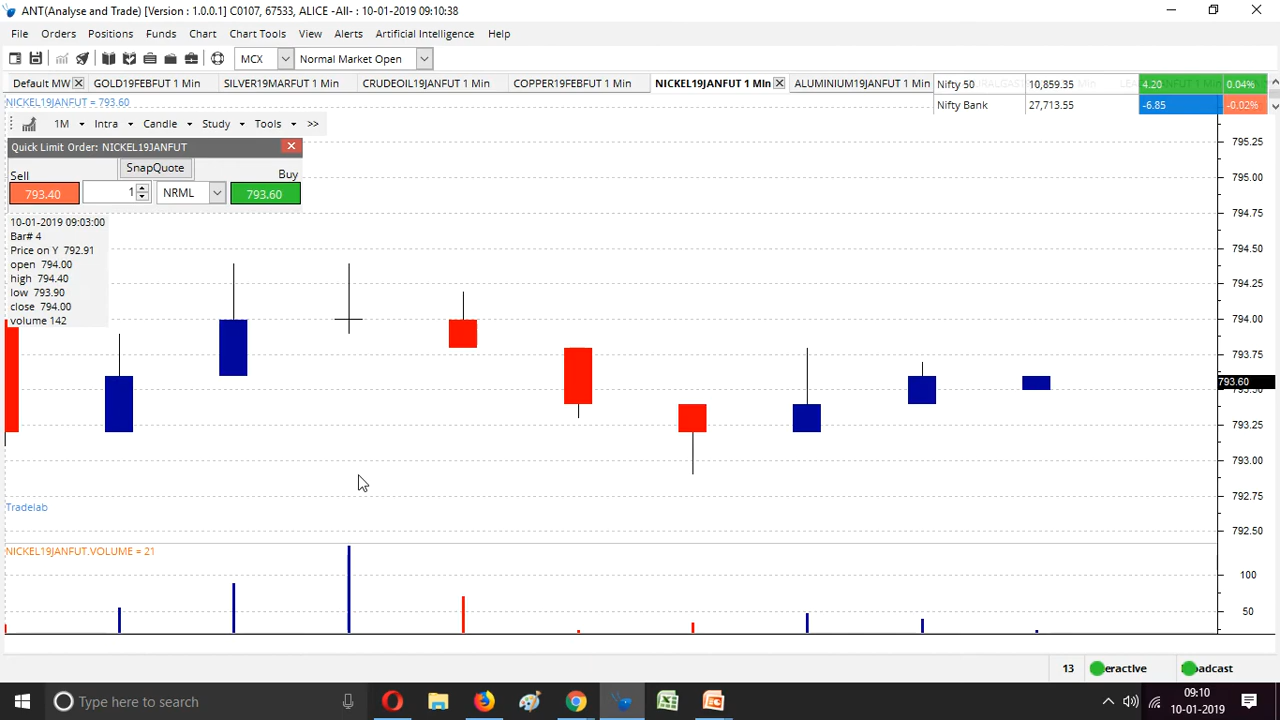 ANT(Analyse and Trade) [Version : 1.0.0.1] C0107, 67533, ALICE -All- : 10-01-2019 09:10:38
File Orders Positions Funds Chart Chart Tools View Alerts Artificial Intelligence Help
MCX Normal Market Open
Default MW GOLD19FEBFUT 1 Min SILVER19MARFUT 1 Min CRUDEOIL19JANFUT 1 Min COPPER19FEBFUT 1 Min NICKEL19JANFUT 1 Min ALUMINIUM19JANFUT 1 Min
Nifty 50 10,859.35 4.20 0.04%
Nifty Bank 27,713.55 -6.85 -0.02%
NICKEL19JANFUT = 793.60
1M Intra Candle Study Tools >>
Quick Limit Order: NICKEL19JANFUT
Sell SnapQuote Buy
793.40 1 NRML 793.60
10-01-2019 09:03:00
Bar# 4
Price on Y 792.91
open 794.00
high 794.40
low 793.90
close 794.00
volume 142
795.25
795.00
794.75
794.50
794.25
794.00
793.75
793.60
793.50
793.25
793.00
792.75
792.50
Tradelab
NICKEL19JANFUT.VOLUME = 21
100
50
13 eractive oadcast
Type here to search
09:10
10-01-2019